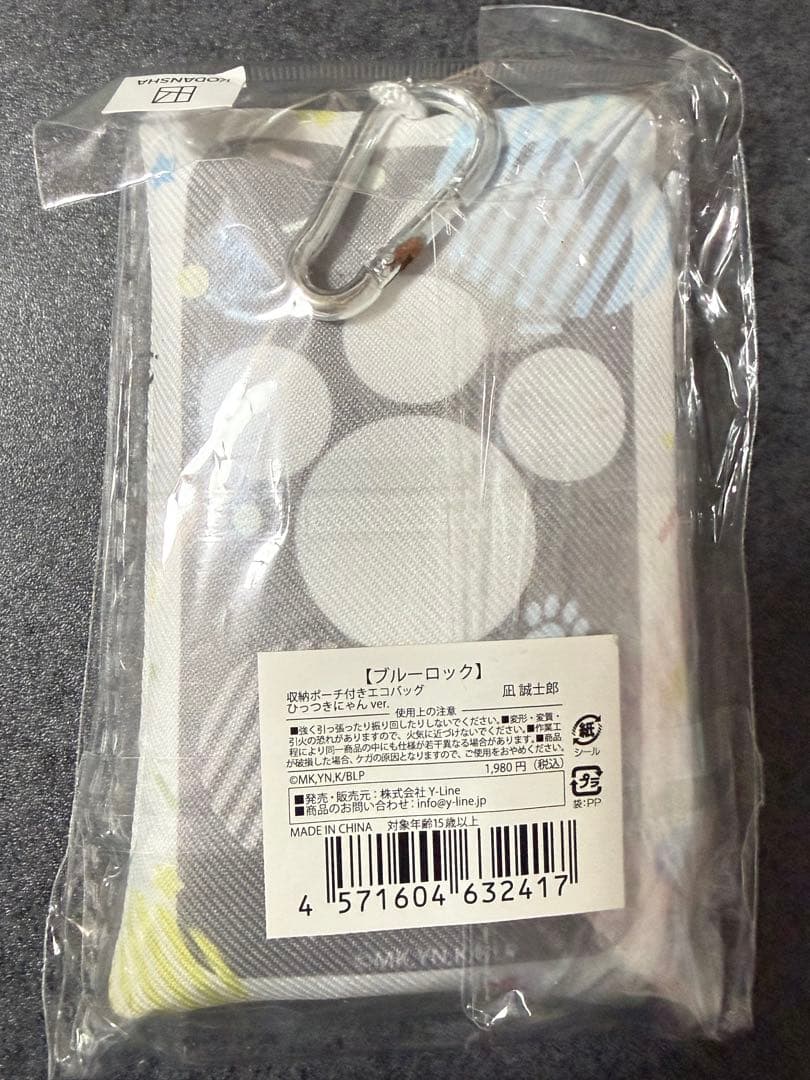 KODANSHA
【ブルーロック】
収納ポーチ付きエコバッグ 凪 誠士郎
ひっつきにゃん ver.
使用上の注意
■強く引っ張ったり振り回したりしないでください。■変形・変質・
引火の恐れがありますので、火気に近づけないでください。■作業工
程により同一商品の中にも仕様が若干異なる場合があります。■商品
が破損した場合、ケガの原因となりますので、ご使用をおやめください。
紙
シール
©MK,YN,K/BLP 1,980円（税込）
プラ
袋:PP
■発売・販売元：株式会社 Y-Line
■商品のお問い合わせ：info@y-line.jp
MADE IN CHINA 対象年齢15歳以上
4 571604 632417
©MK,YN,K/BLP